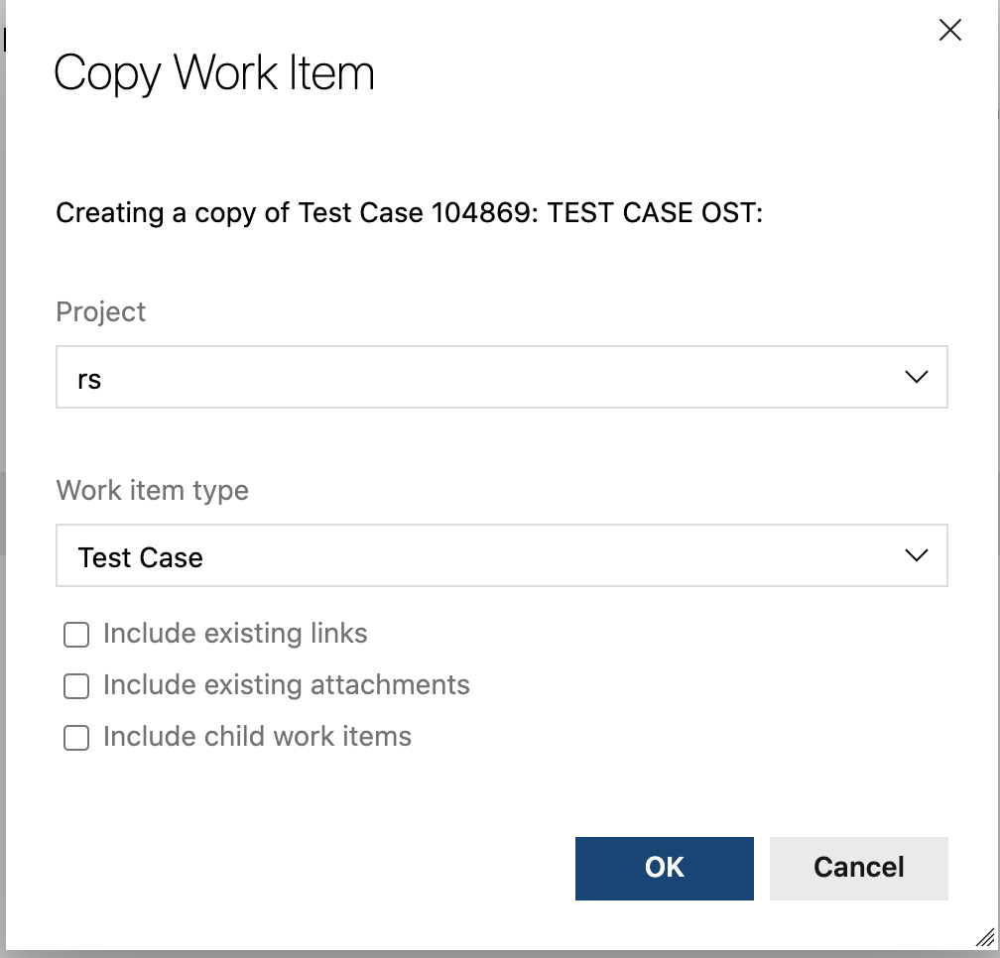 Copy Work Item
Creating a copy of Test Case 104869: TEST CASE OST:
Project
rs
Work item type
Test Case
Include existing links
Include existing attachments
Include child work items
OK
Cancel